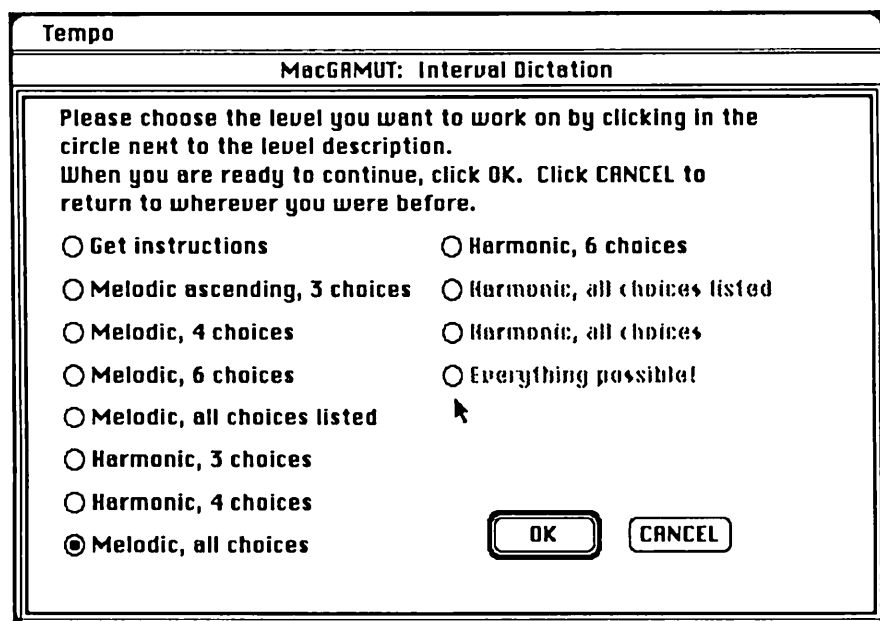 Tempo
MacGAMUT: Interval Dictation
Please choose the level you want to work on by clicking in the
circle next to the level description.
When you are ready to continue, click OK. Click CANCEL to
return to wherever you were before.
Get instructions
Melodic ascending, 3 choices
Melodic, 4 choices
Melodic, 6 choices
Melodic, all choices listed
Harmonic, 3 choices
Harmonic, 4 choices
Melodic, all choices
Harmonic, 6 choices
Harmonic, all choices listed
Harmonic, all choices
Everything possible!
OK
CANCEL